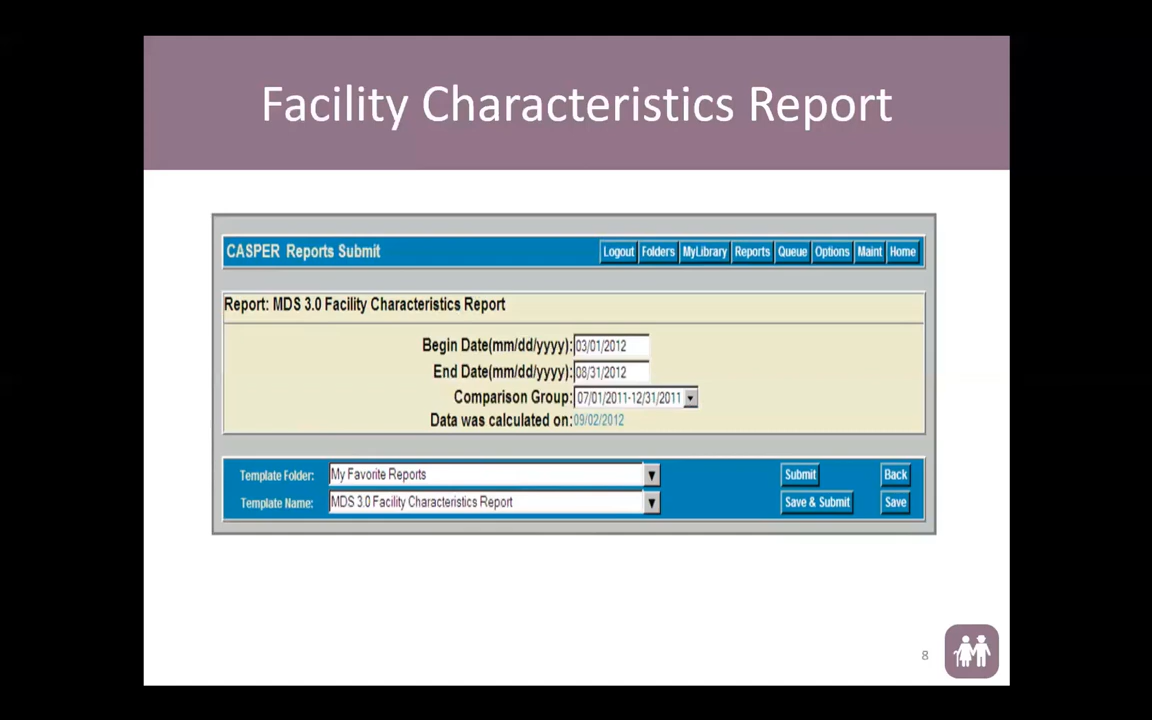 Facility Characteristics Report
CASPER Reports Submit
Logout Folders MyLibrary Reports Queue Options Maint Home
Report: MDS 3.0 Facility Characteristics Report
Begin Date(mm/dd/yyyy): 03/01/2012
End Date(mm/dd/yyyy): 08/31/2012
Comparison Group: 07/01/2011-12/31/2011
Data was calculated on: 09/02/2012
Template Folder: My Favorite Reports Submit Back
Template Name: MDS 3.0 Facility Characteristics Report Save & Submit Save
8